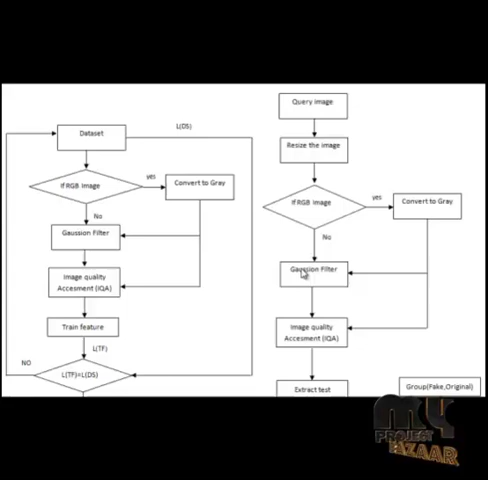 Dataset
L(DS)
If RGB Image
yes
Convert to Gray
No
Gaussion Filter
Image quality
Accesment (IQA)
Train feature
L(TF)
NO
L(TF)=L(DS)
Query image
Resize the image
If RGB Image
yes
Convert to Gray
No
Gaussion Filter
Image quality
Accesment (IQA)
Extract test
Group(Fake,Original)
MY
PROJECT
BAZAAR